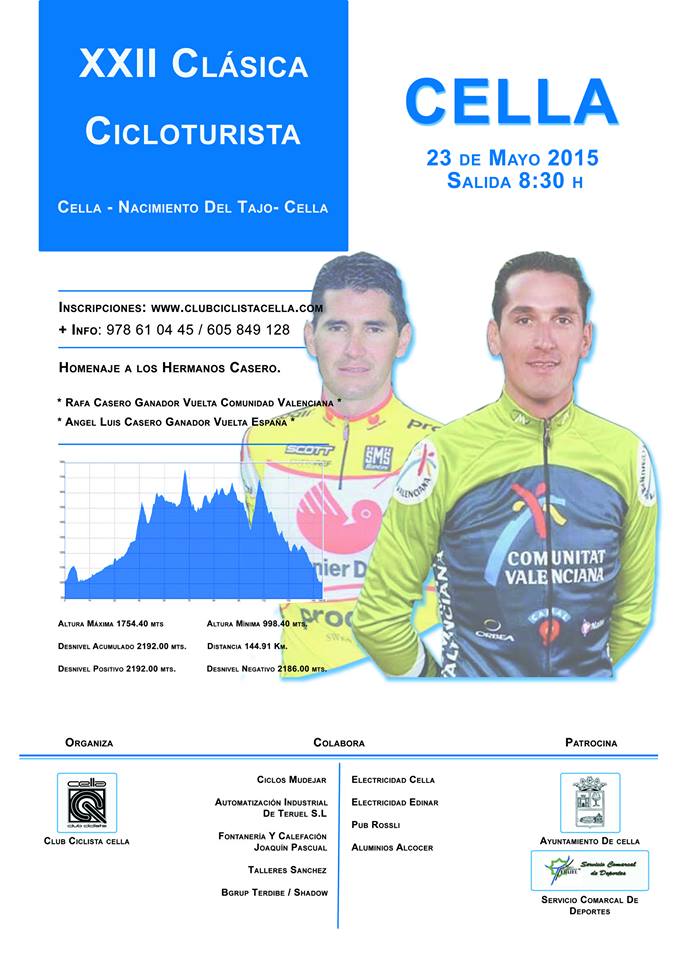 XXII Clásica
Cicloturista
Cella - Nacimiento Del Tajo- Cella
CELLA
23 de Mayo 2015
Salida 8:30 h
Inscripciones: www.clubciclistacella.com
+ Info: 978 61 04 45 / 605 849 128
Homenaje a los Hermanos Casero.
* Rafa Casero Ganador Vuelta Comunidad Valenciana *
* Angel Luis Casero Ganador Vuelta España *
SCOTT
SMS
Santini
pro
nier D
proc
VALENCIANA
COMUNITAT
VALENCIANA
ORBEA
VALENCIANA
Altura Máxima 1754.40 mts
Altura Mínima 998.40 mts.
Desnivel Acumulado 2192.00 mts.
Distancia 144.91 Km.
Desnivel Positivo 2192.00 mts.
Desnivel Negativo 2186.00 mts.
Organiza
Colabora
Patrocina
cella
club ciclista
Club Ciclista cella
Ciclos Mudejar
Automatización Industrial
De Teruel S.L
Fontanería Y Calefación
Joaquín Pascual
Talleres Sanchez
Bgrup Terdibe / Shadow
Electricidad Cella
Electricidad Edinar
Pub Rossli
Aluminios Alcocer
Ayuntamiento De cella
Servicio Comarcal
de Deportes
Servicio Comarcal De
Deportes